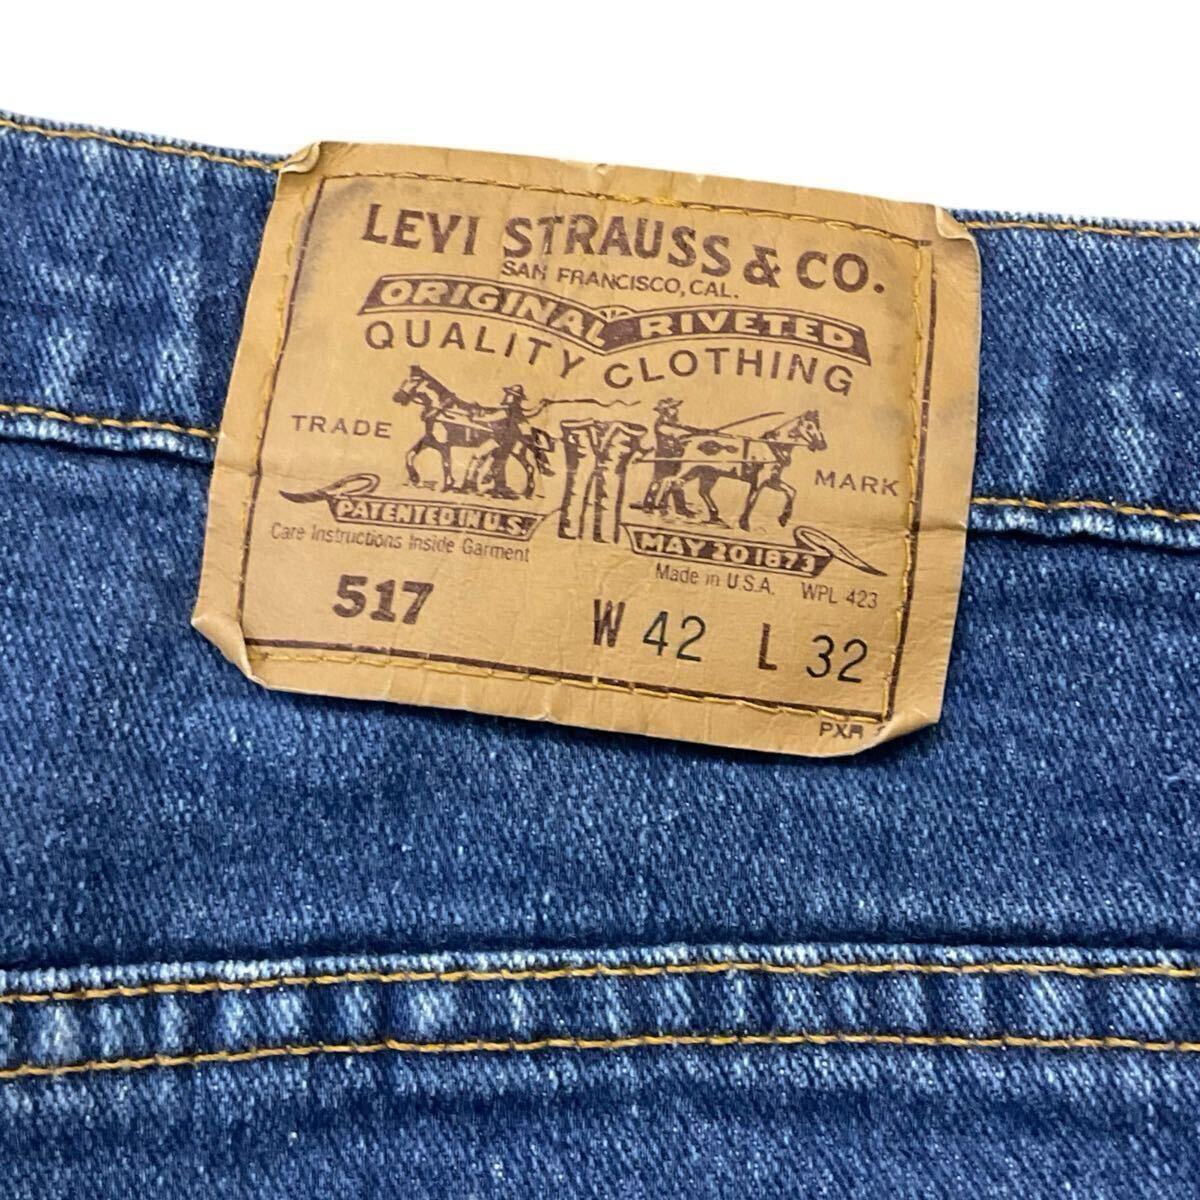 LEVI STRAUSS & CO.
SAN FRANCISCO, CAL.
ORIGINAL RIVETED
QUALITY CLOTHING
TRADE MARK
PATENTED IN U.S.
MAY 20 1873
Care Instructions Inside Garment
Made in U.S.A. WPL 423
517 W 42 L 32